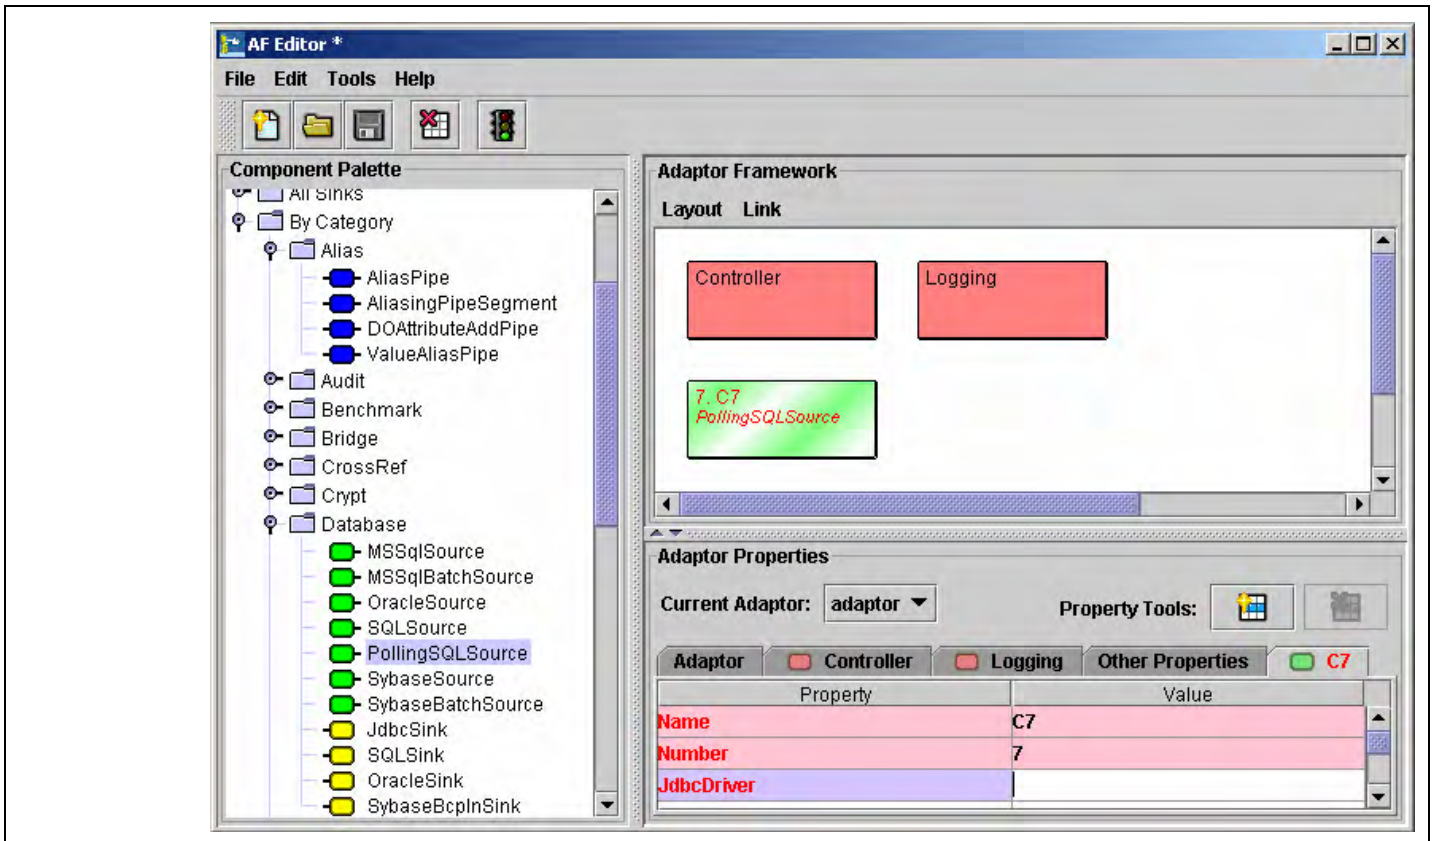 AF Editor *
File Edit Tools Help
Component Palette
All Sinks
By Category
Alias
AliasPipe
AliasingPipeSegment
DOAttributeAddPipe
ValueAliasPipe
Audit
Benchmark
Bridge
CrossRef
Crypt
Database
MSSqlSource
MSSqlBatchSource
OracleSource
SQLSource
PollingSQLSource
SybaseSource
SybaseBatchSource
JdbcSink
SQLSink
OracleSink
SybaseBcpInSink
Adaptor Framework
Layout Link
Controller
Logging
7. C7
PollingSQLSource
Adaptor Properties
Current Adaptor: adaptor Property Tools:
Adaptor Controller Logging Other Properties C7
Property Value
Name C7
Number 7
JdbcDriver